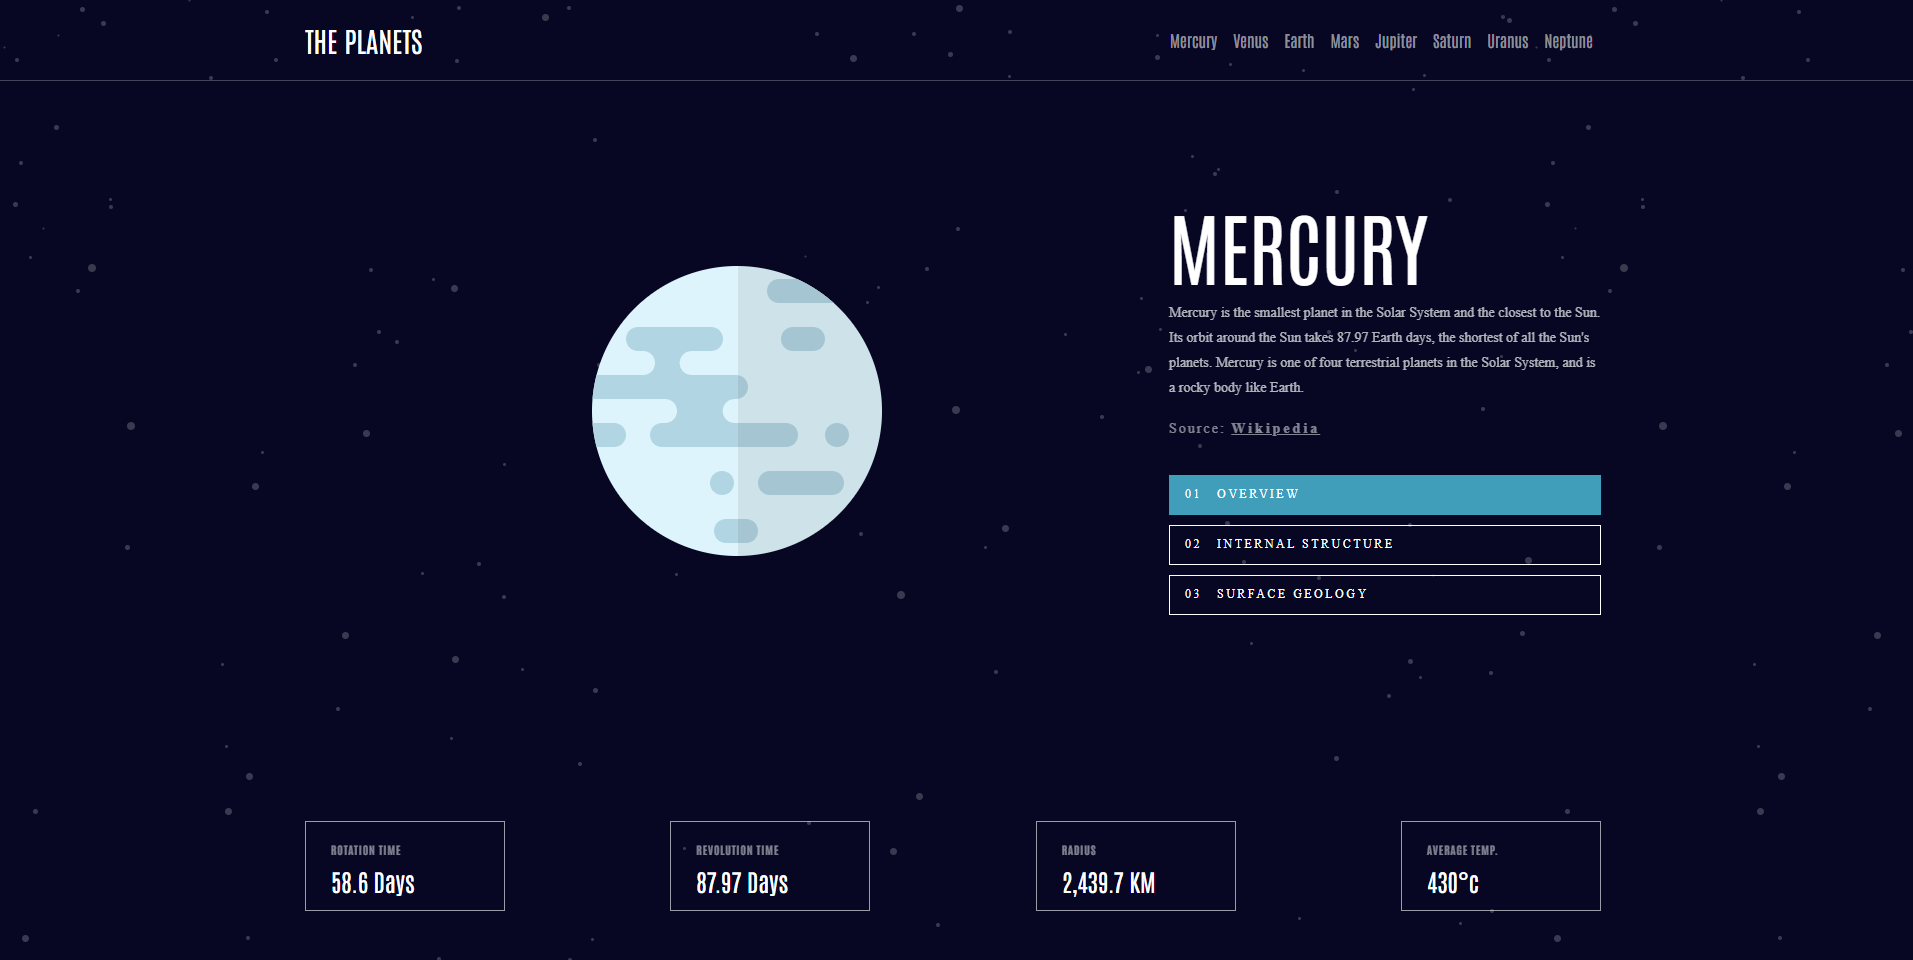 THE PLANETS
Mercury Venus Earth Mars Jupiter Saturn Uranus Neptune
MERCURY
Mercury is the smallest planet in the Solar System and the closest to the Sun.
Its orbit around the Sun takes 87.97 Earth days, the shortest of all the Sun's
planets. Mercury is one of four terrestrial planets in the Solar System, and is
a rocky body like Earth.
Source: Wikipedia
01 OVERVIEW
02 INTERNAL STRUCTURE
03 SURFACE GEOLOGY
ROTATION TIME
58.6 Days
REVOLUTION TIME
87.97 Days
RADIUS
2,439.7 KM
AVERAGE TEMP.
430°c